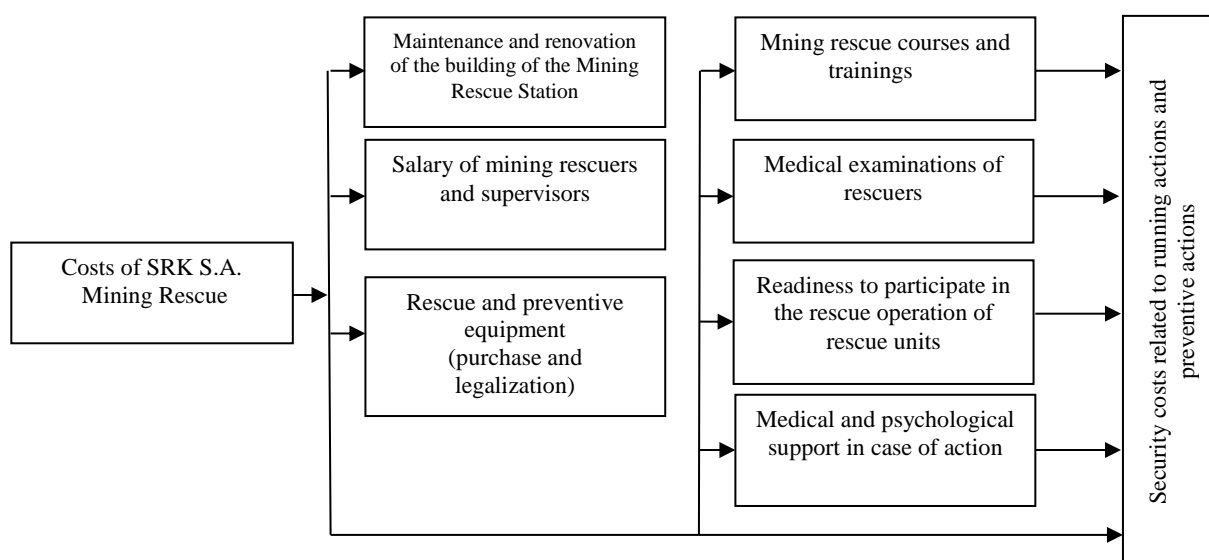 Costs of SRK S.A.
Mining Rescue
Maintenance and renovation
of the building of the Mining
Rescue Station
Salary of mining rescuers
and supervisors
Rescue and preventive
equipment
(purchase and
legalization)
Mning rescue courses and
trainings
Medical examinations of
rescuers
Readiness to participate in
the rescue operation of
rescue units
Medical and psychological
support in case of action
Security costs related to running actions and
preventive actions